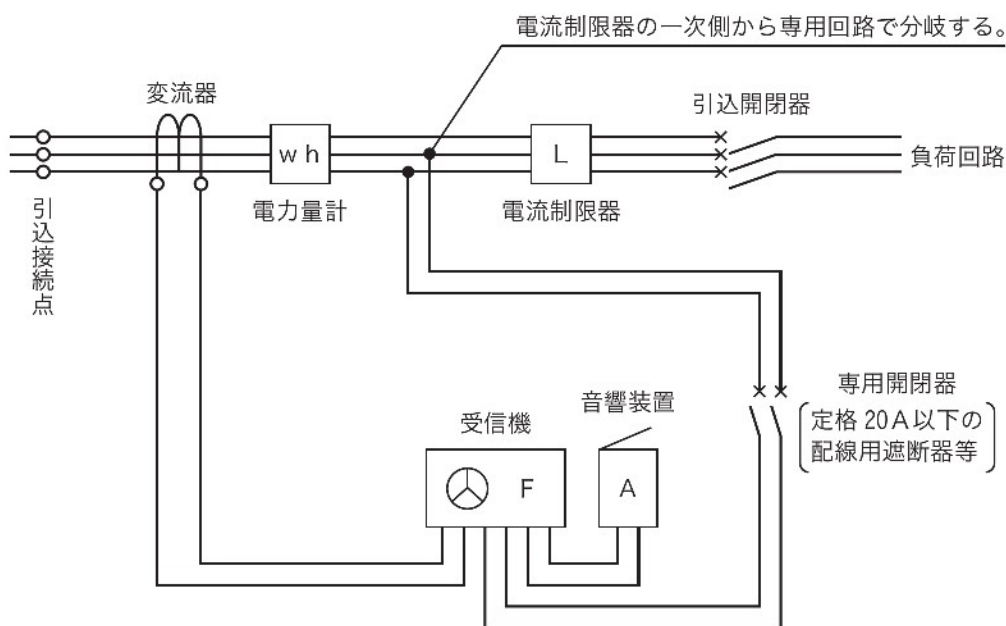 電流制限器の一次側から専用回路で分岐する。
変流器
引込開閉器
wh
L
負荷回路
電力量計
電流制限器
引込接続点
専用開閉器
定格20A以下の
配線用遮断器等
音響装置
受信機
F
A